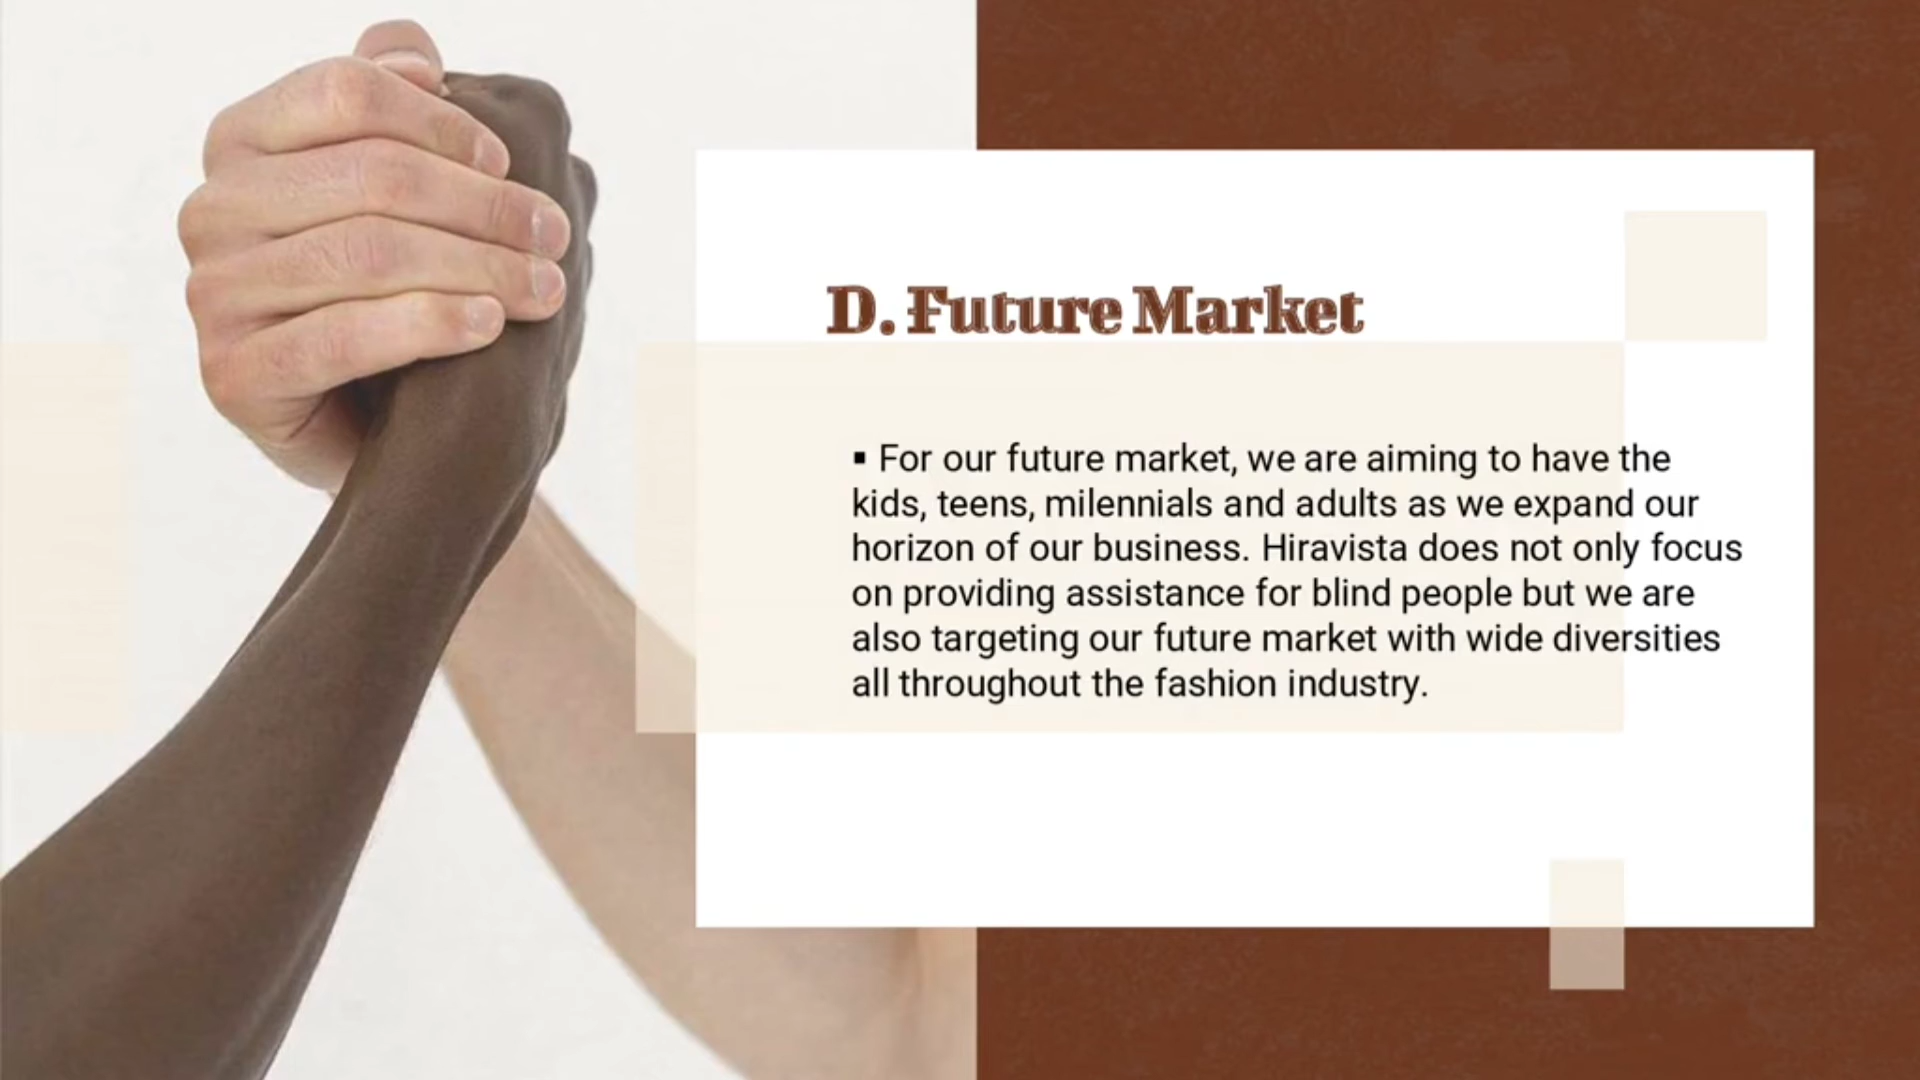 D. Future Market
▪ For our future market, we are aiming to have the
kids, teens, milennials and adults as we expand our
horizon of our business. Hiravista does not only focus
on providing assistance for blind people but we are
also targeting our future market with wide diversities
all throughout the fashion industry.